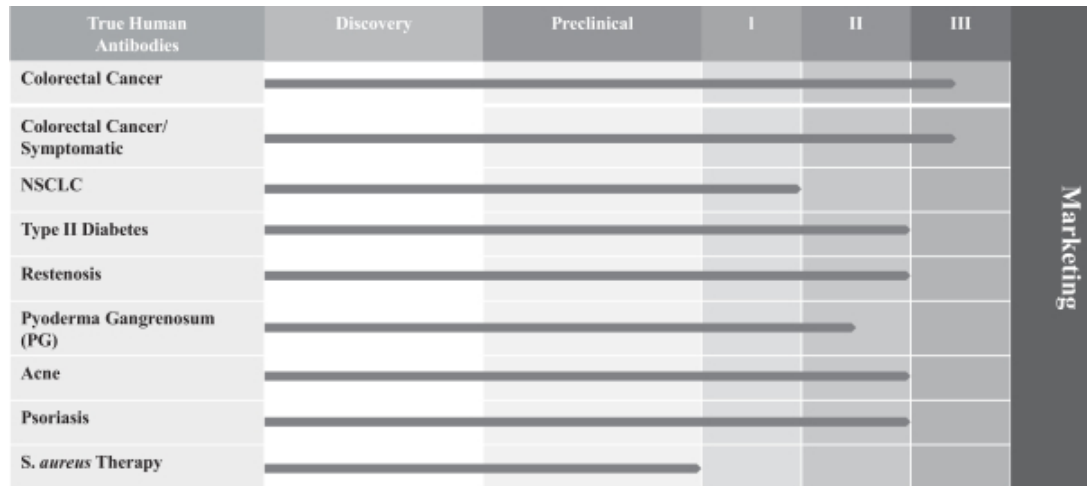 True Human Discovery Preclinical I II III
Antibodies
Colorectal Cancer
Colorectal Cancer/
Symptomatic
NSCLC
Type II Diabetes
Restenosis
Pyoderma Gangrenosum
(PG)
Acne
Psoriasis
S. aureus Therapy
Marketing